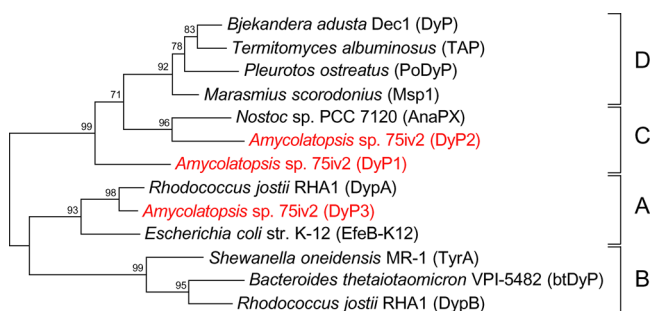 83
Bjekandera adusta Dec1 (DyP)
78
Termitomyces albuminosus (TAP)
92
Pleurotos ostreatus (PoDyP)
D
71
Marasmius scorodonius (Msp1)
96
Nostoc sp. PCC 7120 (AnaPX)
99
Amycolatopsis sp. 75iv2 (DyP2)
C
Amycolatopsis sp. 75iv2 (DyP1)
98
Rhodococcus jostii RHA1 (DypA)
93
Amycolatopsis sp. 75iv2 (DyP3)
A
Escherichia coli str. K-12 (EfeB-K12)
99
Shewanella oneidensis MR-1 (TyrA)
95
Bacteroides thetaiotaomicron VPI-5482 (btDyP)
B
Rhodococcus jostii RHA1 (DypB)